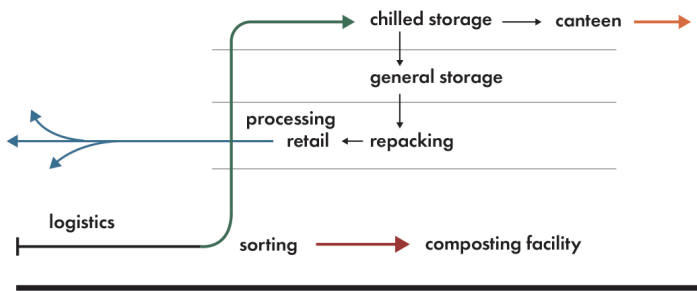 chilled storage
canteen
general storage
processing
retail
repacking
logistics
sorting
composting facility